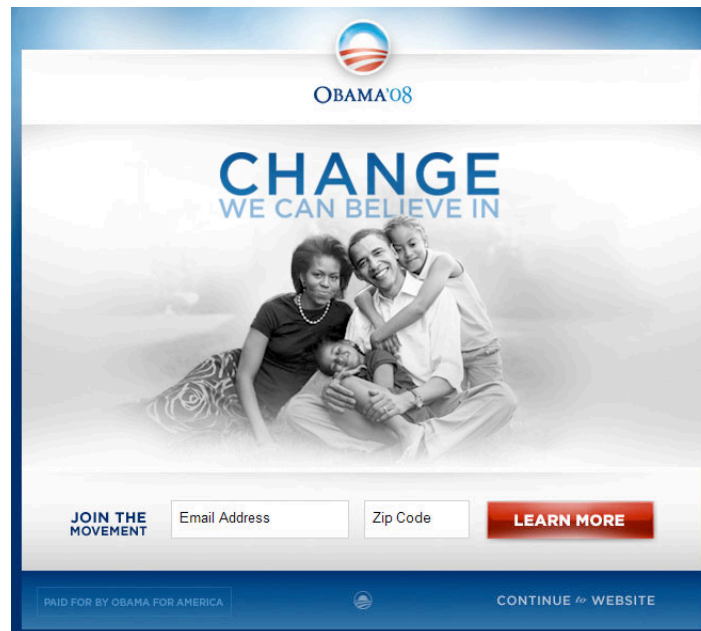 OBAMA'08
CHANGE
WE CAN BELIEVE IN
JOIN THE
MOVEMENT
Email Address
Zip Code
LEARN MORE
PAID FOR BY OBAMA FOR AMERICA
CONTINUE to WEBSITE